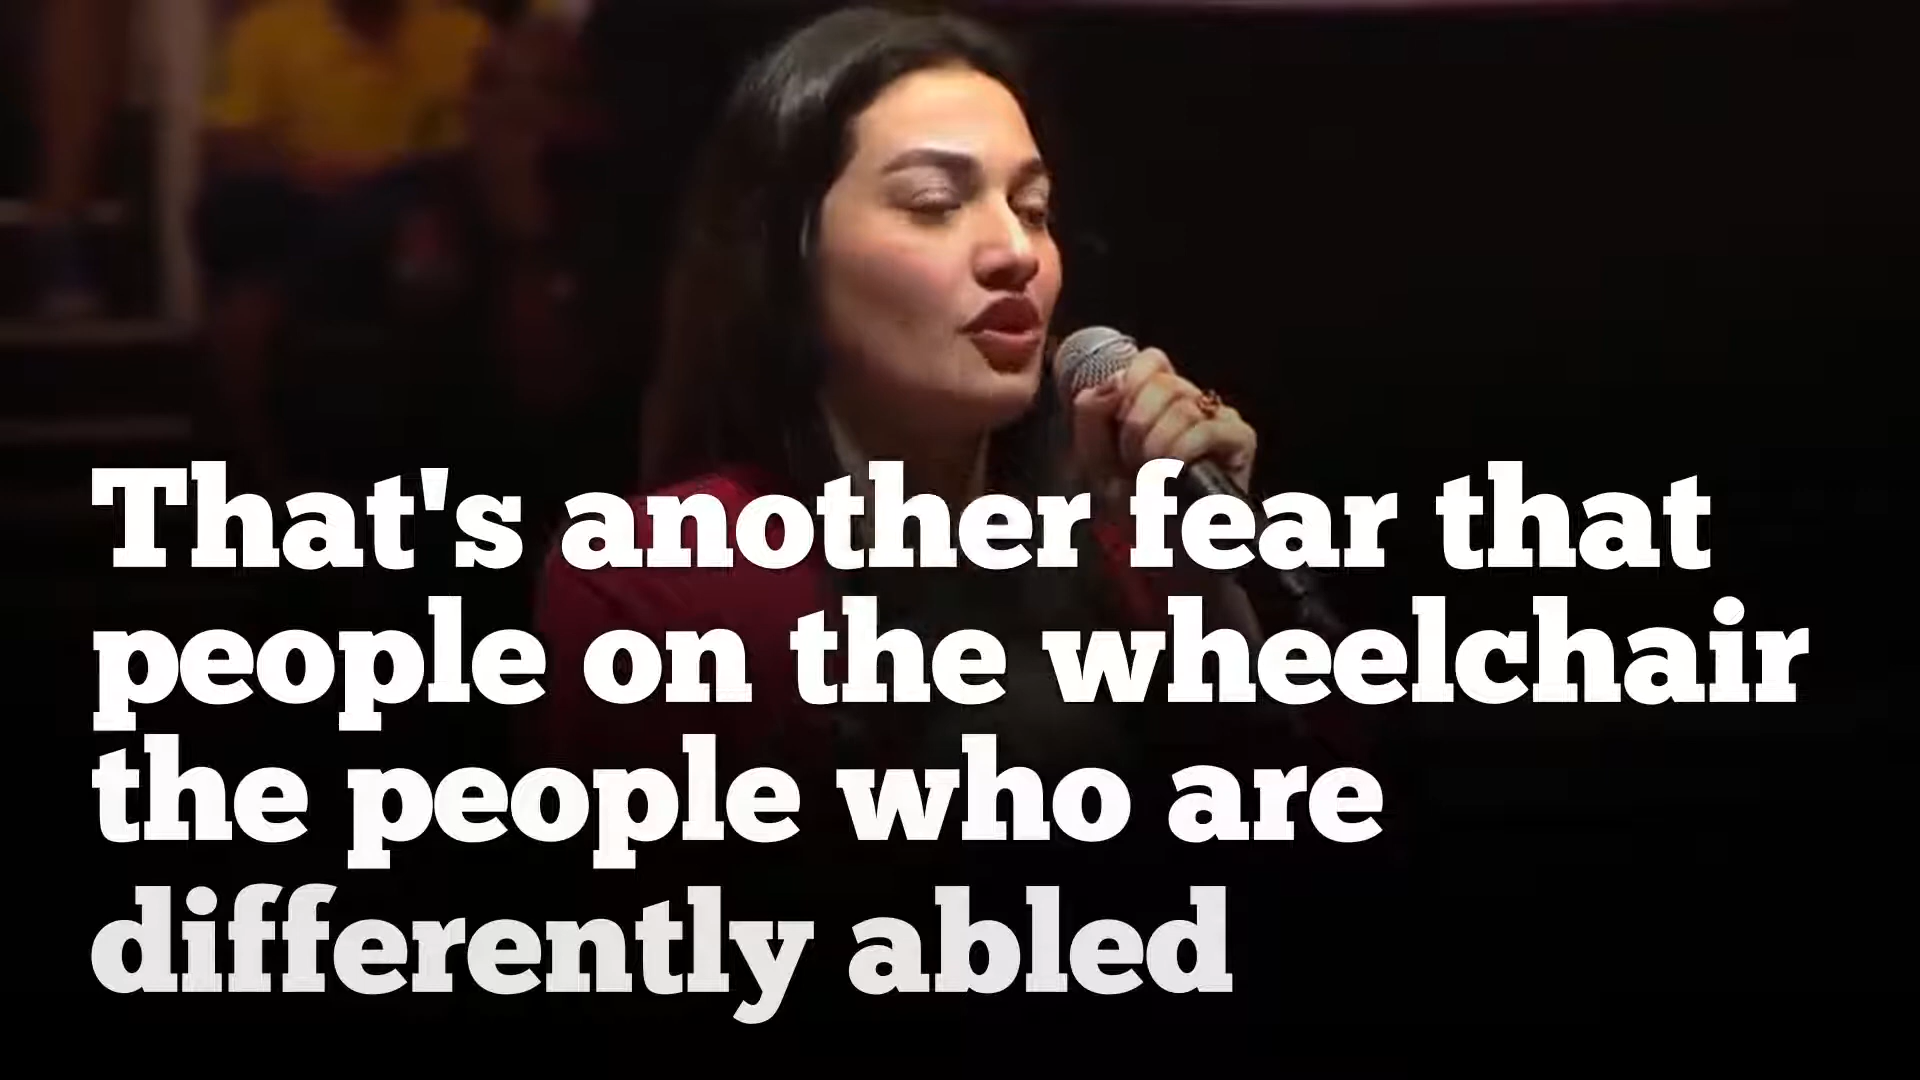 That's another fear that
people on the wheelchair
the people who are
differently abled